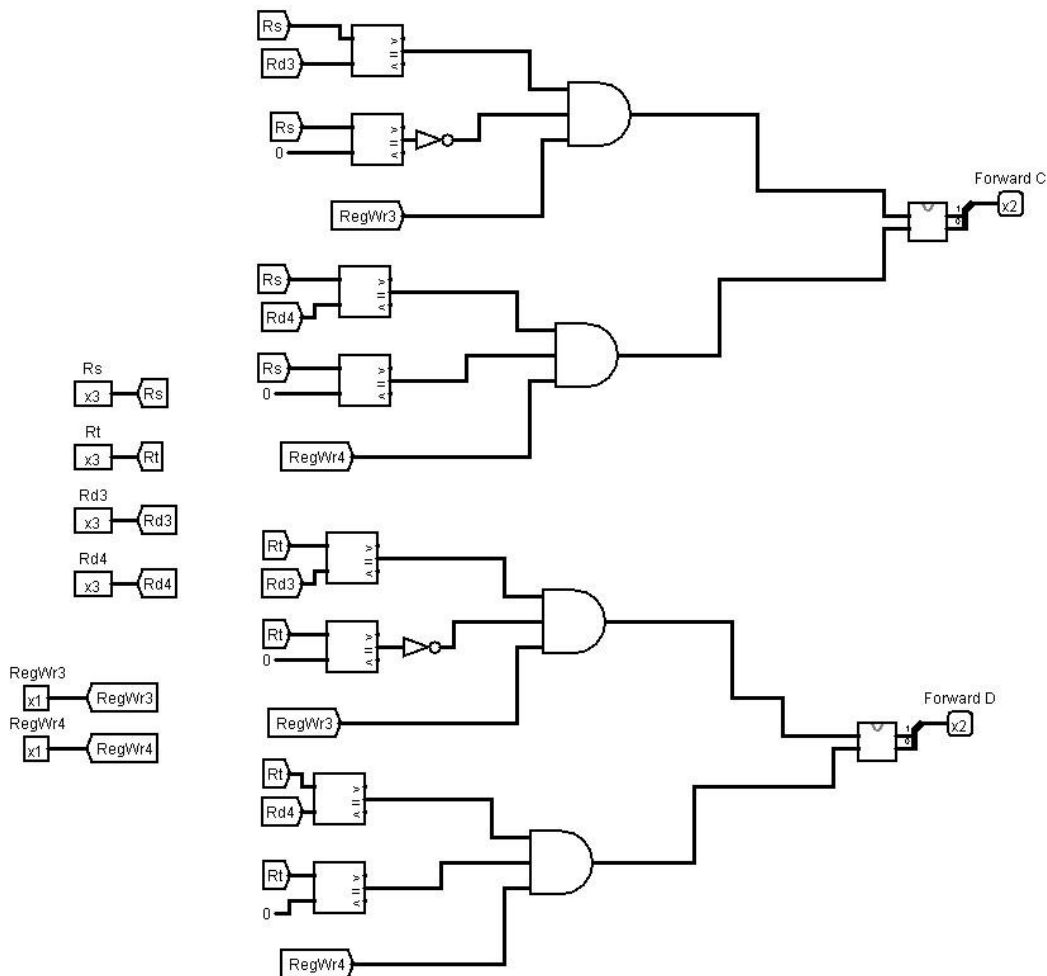 Rs
Rd3
> = <
Rs
0
> = <
RegWr3
Forward C
x2
1
0
Rs
Rd4
> = <
Rs
0
> = <
RegWr4
Rs
x3 Rs
Rt
x3 Rt
Rd3
x3 Rd3
Rd4
x3 Rd4
RegWr3
x1 RegWr3
RegWr4
x1 RegWr4
Rt
Rd3
> = <
Rt
0
> = <
RegWr3
Forward D
x2
1
0
Rt
Rd4
> = <
Rt
0
> = <
RegWr4